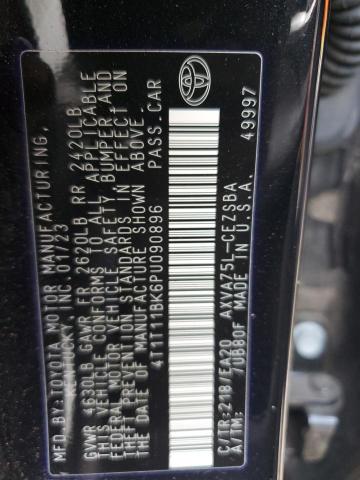 MFD.BY:TOYOTA MOTOR MANUFACTURING,
KENTUCKY INC.01/23
GVWR 4630LB GAWR FR 2620LB RR 2420LB
THIS VEHICLE CONFORMS TO ALL APPLICABLE
FEDERAL MOTOR VEHICLE SAFETY, BUMPER AND
THEFT PREVENTION STANDARDS IN EFFECT ON
THE DATE OF MANUFACTURE SHOWN ABOVE.
4T1T11BK6PU090896 PASS.CAR
C/TR:218/EA20 AXVA75L-CEZSBA
A/TM: /UB80F MADE IN U.S.A. 49997